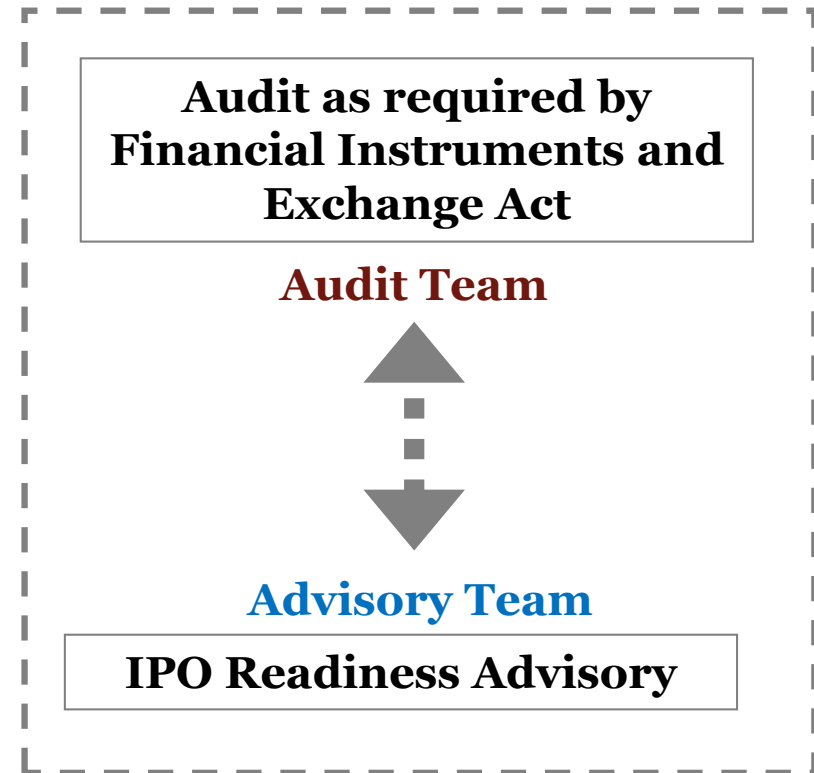 Audit as required by
Financial Instruments and
Exchange Act
Audit Team
Advisory Team
IPO Readiness Advisory